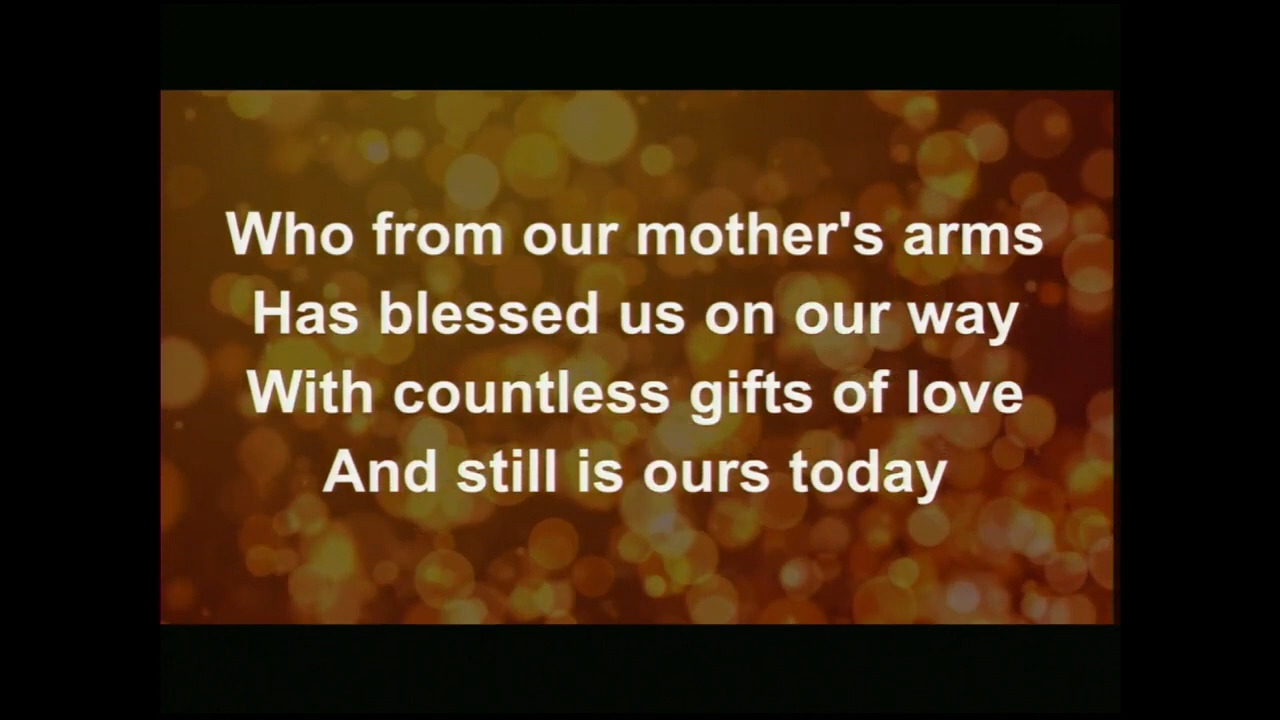 Who from our mother's arms
Has blessed us on our way
With countless gifts of love
And still is ours today